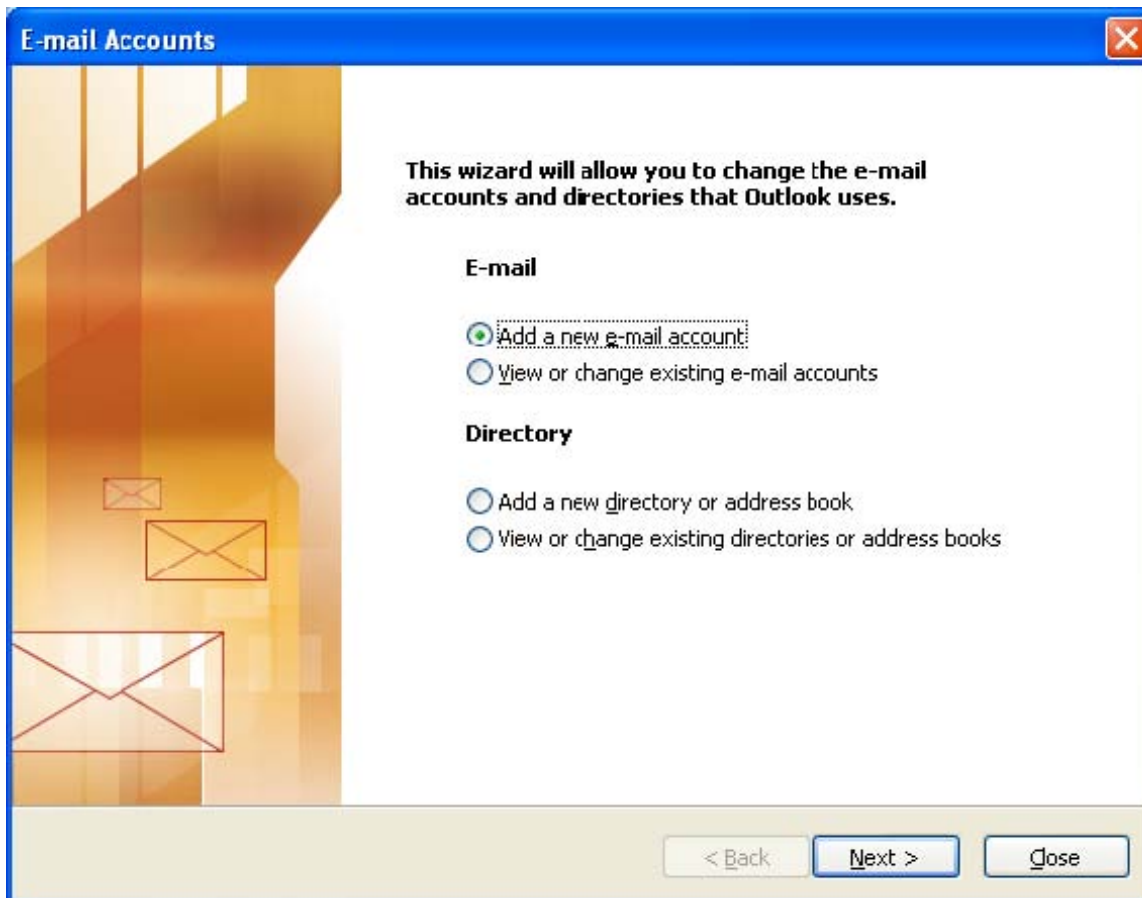 E-mail Accounts
This wizard will allow you to change the e-mail
accounts and directories that Outlook uses.
E-mail
Add a new e-mail account
View or change existing e-mail accounts
Directory
Add a new directory or address book
View or change existing directories or address books
< Back Next > Close